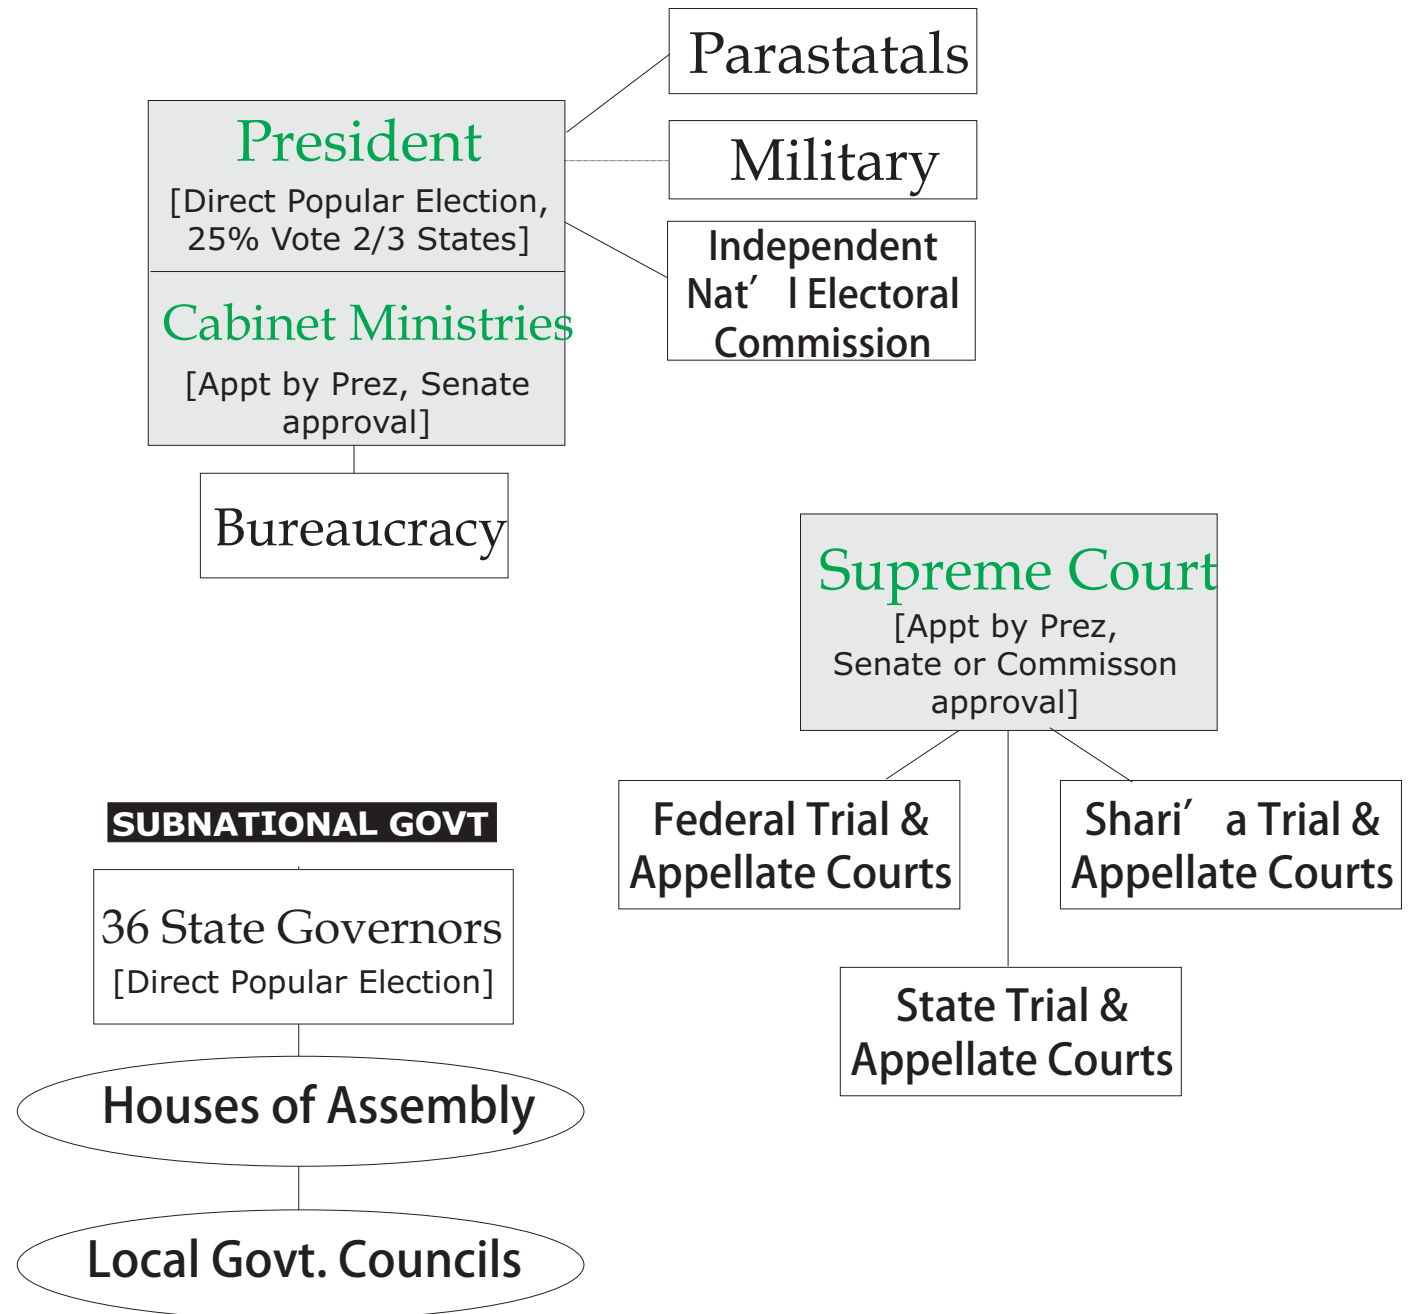 Parastatals
President
[Direct Popular Election,
25% Vote 2/3 States]
Military
Independent
Nat′ l Electoral
Commission
Cabinet Ministries
[Appt by Prez, Senate
approval]
Bureaucracy
Supreme Court
[Appt by Prez,
Senate or Commisson
approval]
Federal Trial &
Appellate Courts
Shari′ a Trial &
Appellate Courts
State Trial &
Appellate Courts
SUBNATIONAL GOVT
36 State Governors
[Direct Popular Election]
Houses of Assembly
Local Govt. Councils